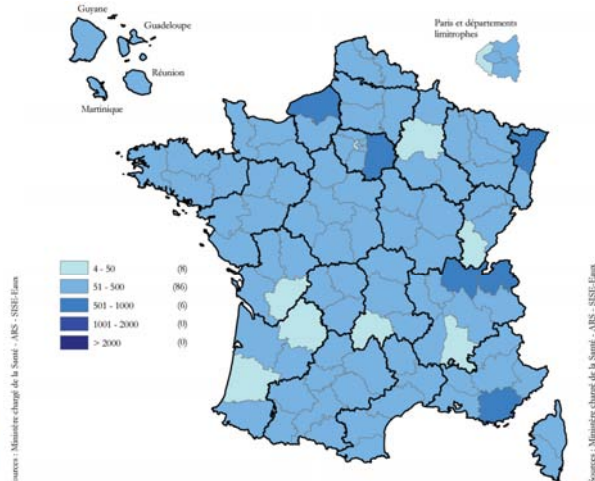 Guyane
Guadeloupe
Réunion
Martinique
Paris et départements
limitrophes
4 - 50 (8)
51 - 500 (86)
501 - 1000 (6)
1001 - 2000 (0)
> 2000 (0)
Sources : Ministère chargé de la Santé - ARS - SISE-Eaux
Sources : Ministère chargé de la Santé - ARS - SISE-Eaux